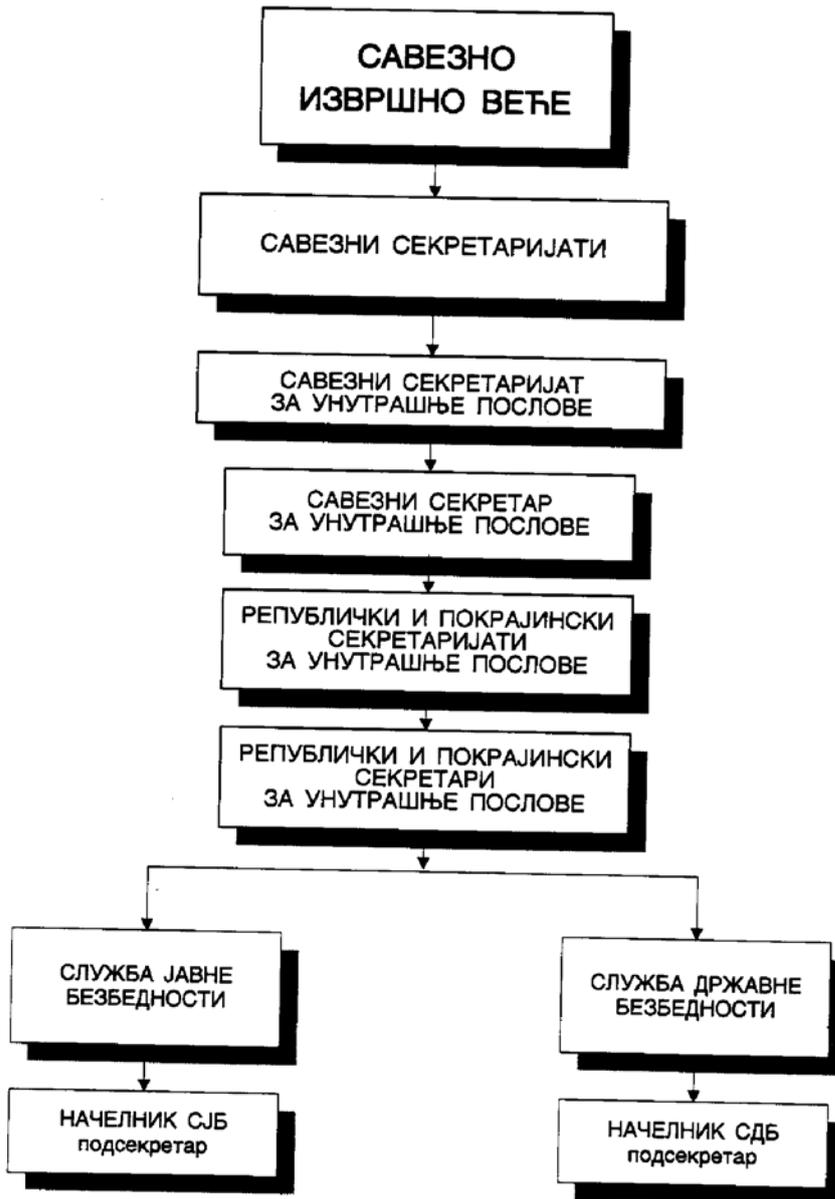 САВЕЗНО
ИЗВРШНО ВЕЋЕ
САВЕЗНИ СЕКРЕТАРИЈАТИ
САВЕЗНИ СЕКРЕТАРИЈАТ
ЗА УНУТРАШЊЕ ПОСЛОВЕ
САВЕЗНИ СЕКРЕТАР
ЗА УНУТРАШЊЕ ПОСЛОВЕ
РЕПУБЛИЧКИ И ПОКРАЈИНСКИ
СЕКРЕТАРИЈАТИ
ЗА УНУТРАШЊЕ ПОСЛОВЕ
РЕПУБЛИЧКИ И ПОКРАЈИНСКИ
СЕКРЕТАРИ
ЗА УНУТРАШЊЕ ПОСЛОВЕ
СЛУЖБА ЈАВНЕ
БЕЗБЕДНОСТИ
НАЧЕЛНИК СЈБ
подсекретар
СЛУЖБА ДРЖАВНЕ
БЕЗБЕДНОСТИ
НАЧЕЛНИК СДБ
подсекретар